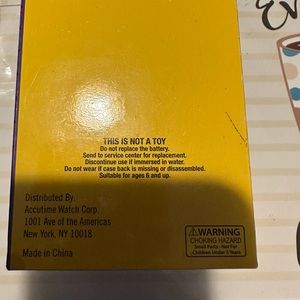 THIS IS NOT A TOY
Do not replace the battery.
Send to service center for replacement.
Discontinue use if immersed in water.
Do not wear if case back is missing or disassembled.
Suitable for ages 6 and up.
Distributed By:
Accutime Watch Corp.
1001 Ave of the Americas
New York, NY 10018
Made in China
WARNING
CHOKING HAZARD
Small Parts - Not For
Children Under 3 Years